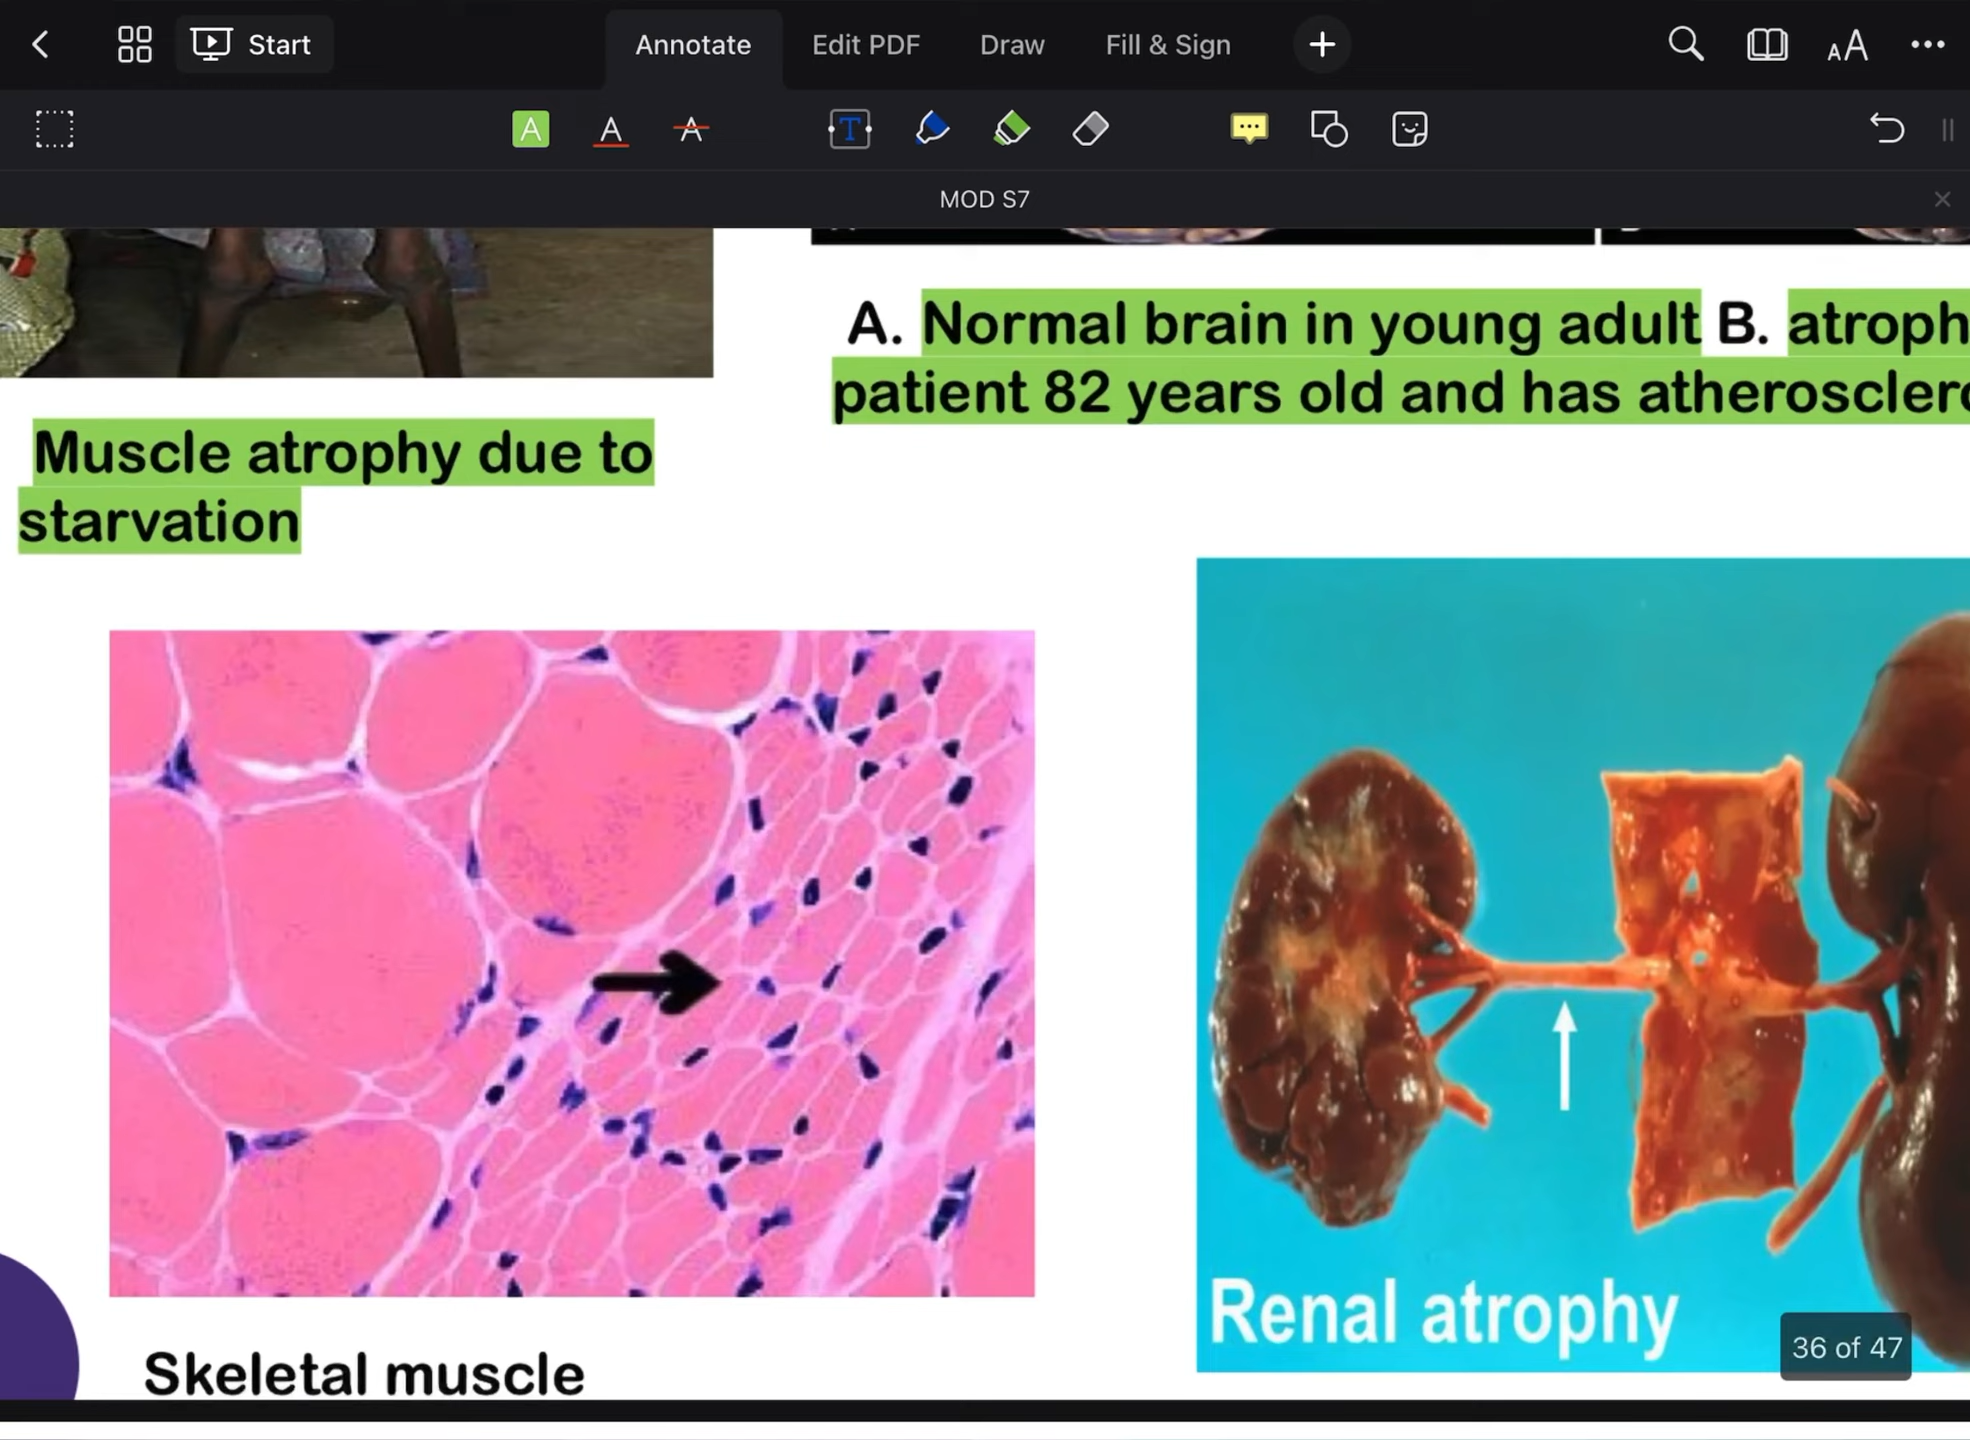 Start
Annotate
Edit PDF
Draw
Fill & Sign
MOD S7
A. Normal brain in young adult B. atroph
patient 82 years old and has atheroscler
Muscle atrophy due to
starvation
Renal atrophy
36 of 47
Skeletal muscle